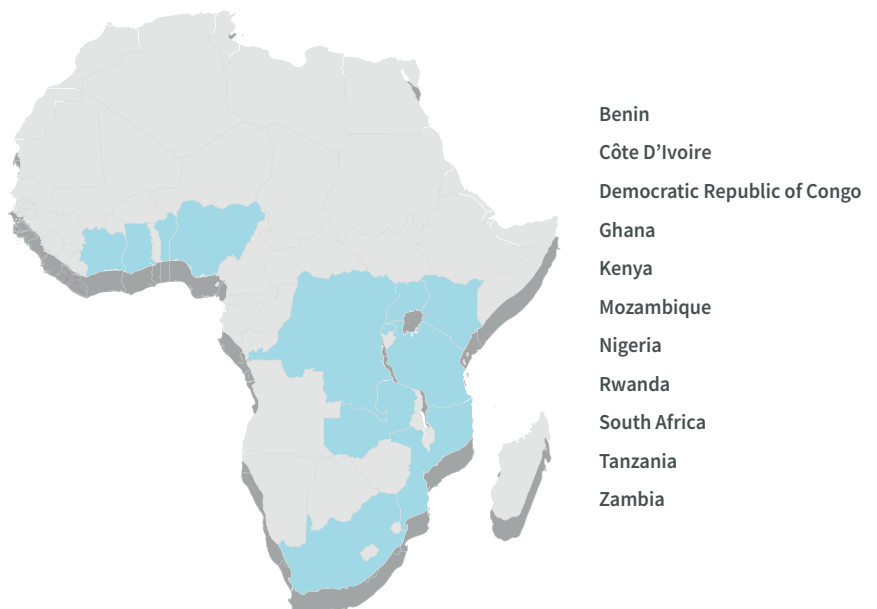 Benin
Côte D’Ivoire
Democratic Republic of Congo
Ghana
Kenya
Mozambique
Nigeria
Rwanda
South Africa
Tanzania
Zambia